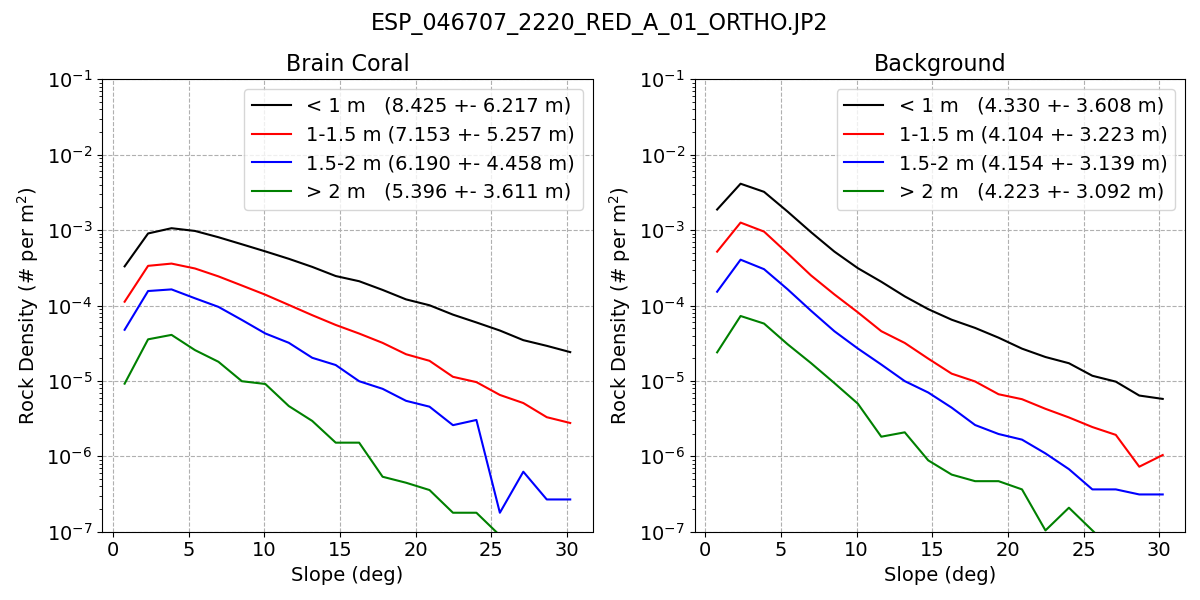 ESP_046707_2220_RED_A_01_ORTHO.JP2
Brain Coral
10⁻¹
10⁻²
10⁻³
10⁻⁴
10⁻⁵
10⁻⁶
10⁻⁷
Rock Density (# per m²)
< 1 m (8.425 +- 6.217 m)
1-1.5 m (7.153 +- 5.257 m)
1.5-2 m (6.190 +- 4.458 m)
> 2 m (5.396 +- 3.611 m)
0 5 10 15 20 25 30
Slope (deg)
Background
10⁻¹
10⁻²
10⁻³
10⁻⁴
10⁻⁵
10⁻⁶
10⁻⁷
Rock Density (# per m²)
< 1 m (4.330 +- 3.608 m)
1-1.5 m (4.104 +- 3.223 m)
1.5-2 m (4.154 +- 3.139 m)
> 2 m (4.223 +- 3.092 m)
0 5 10 15 20 25 30
Slope (deg)